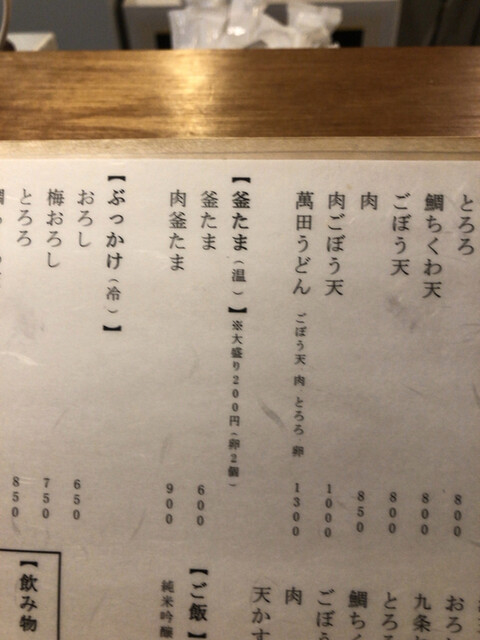 とろろ 800
鯛ちくわ天 800
ごぼう天 800
肉 850
肉ごぼう天 1000
萬田うどん ごぼう天 肉 とろろ 卵 1300
【釜たま(温)】※大盛り200円(卵2個)
釜たま 600
肉釜たま 900
【ぶっかけ(冷)】
おろし 650
梅おろし 750
とろろ 850
おろ
九条
とろ
鯛ち
ごぼう
肉
天かす
【ご飯】
純米吟醸
【飲み物